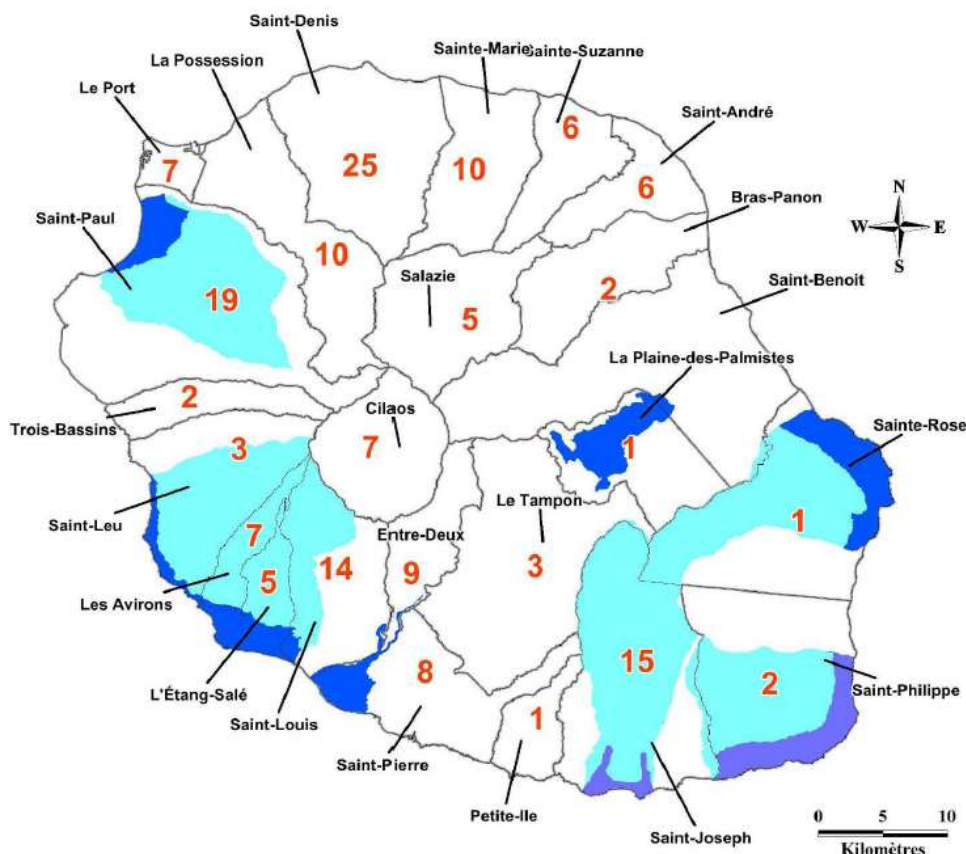 Saint-Denis
Sainte-Marie
Sainte-Suzanne
La Possession
Le Port
Saint-André
6
7
25
10
6
N
W E
S
Saint-Paul
Bras-Panon
10
Salazie
2
Saint-Benoit
19
5
La Plaine-des-Palmistes
2
Cilaos
Trois-Bassins
7
3
1
Sainte-Rose
Saint-Leu
Le Tampon
1
7
Entre-Deux
14
9
3
5
Les Avirons
15
8
2
L'Étang-Salé
Saint-Philippe
Saint-Louis
1
Saint-Pierre
Petite-Ile
Saint-Joseph
0 5 10
Kilomètres